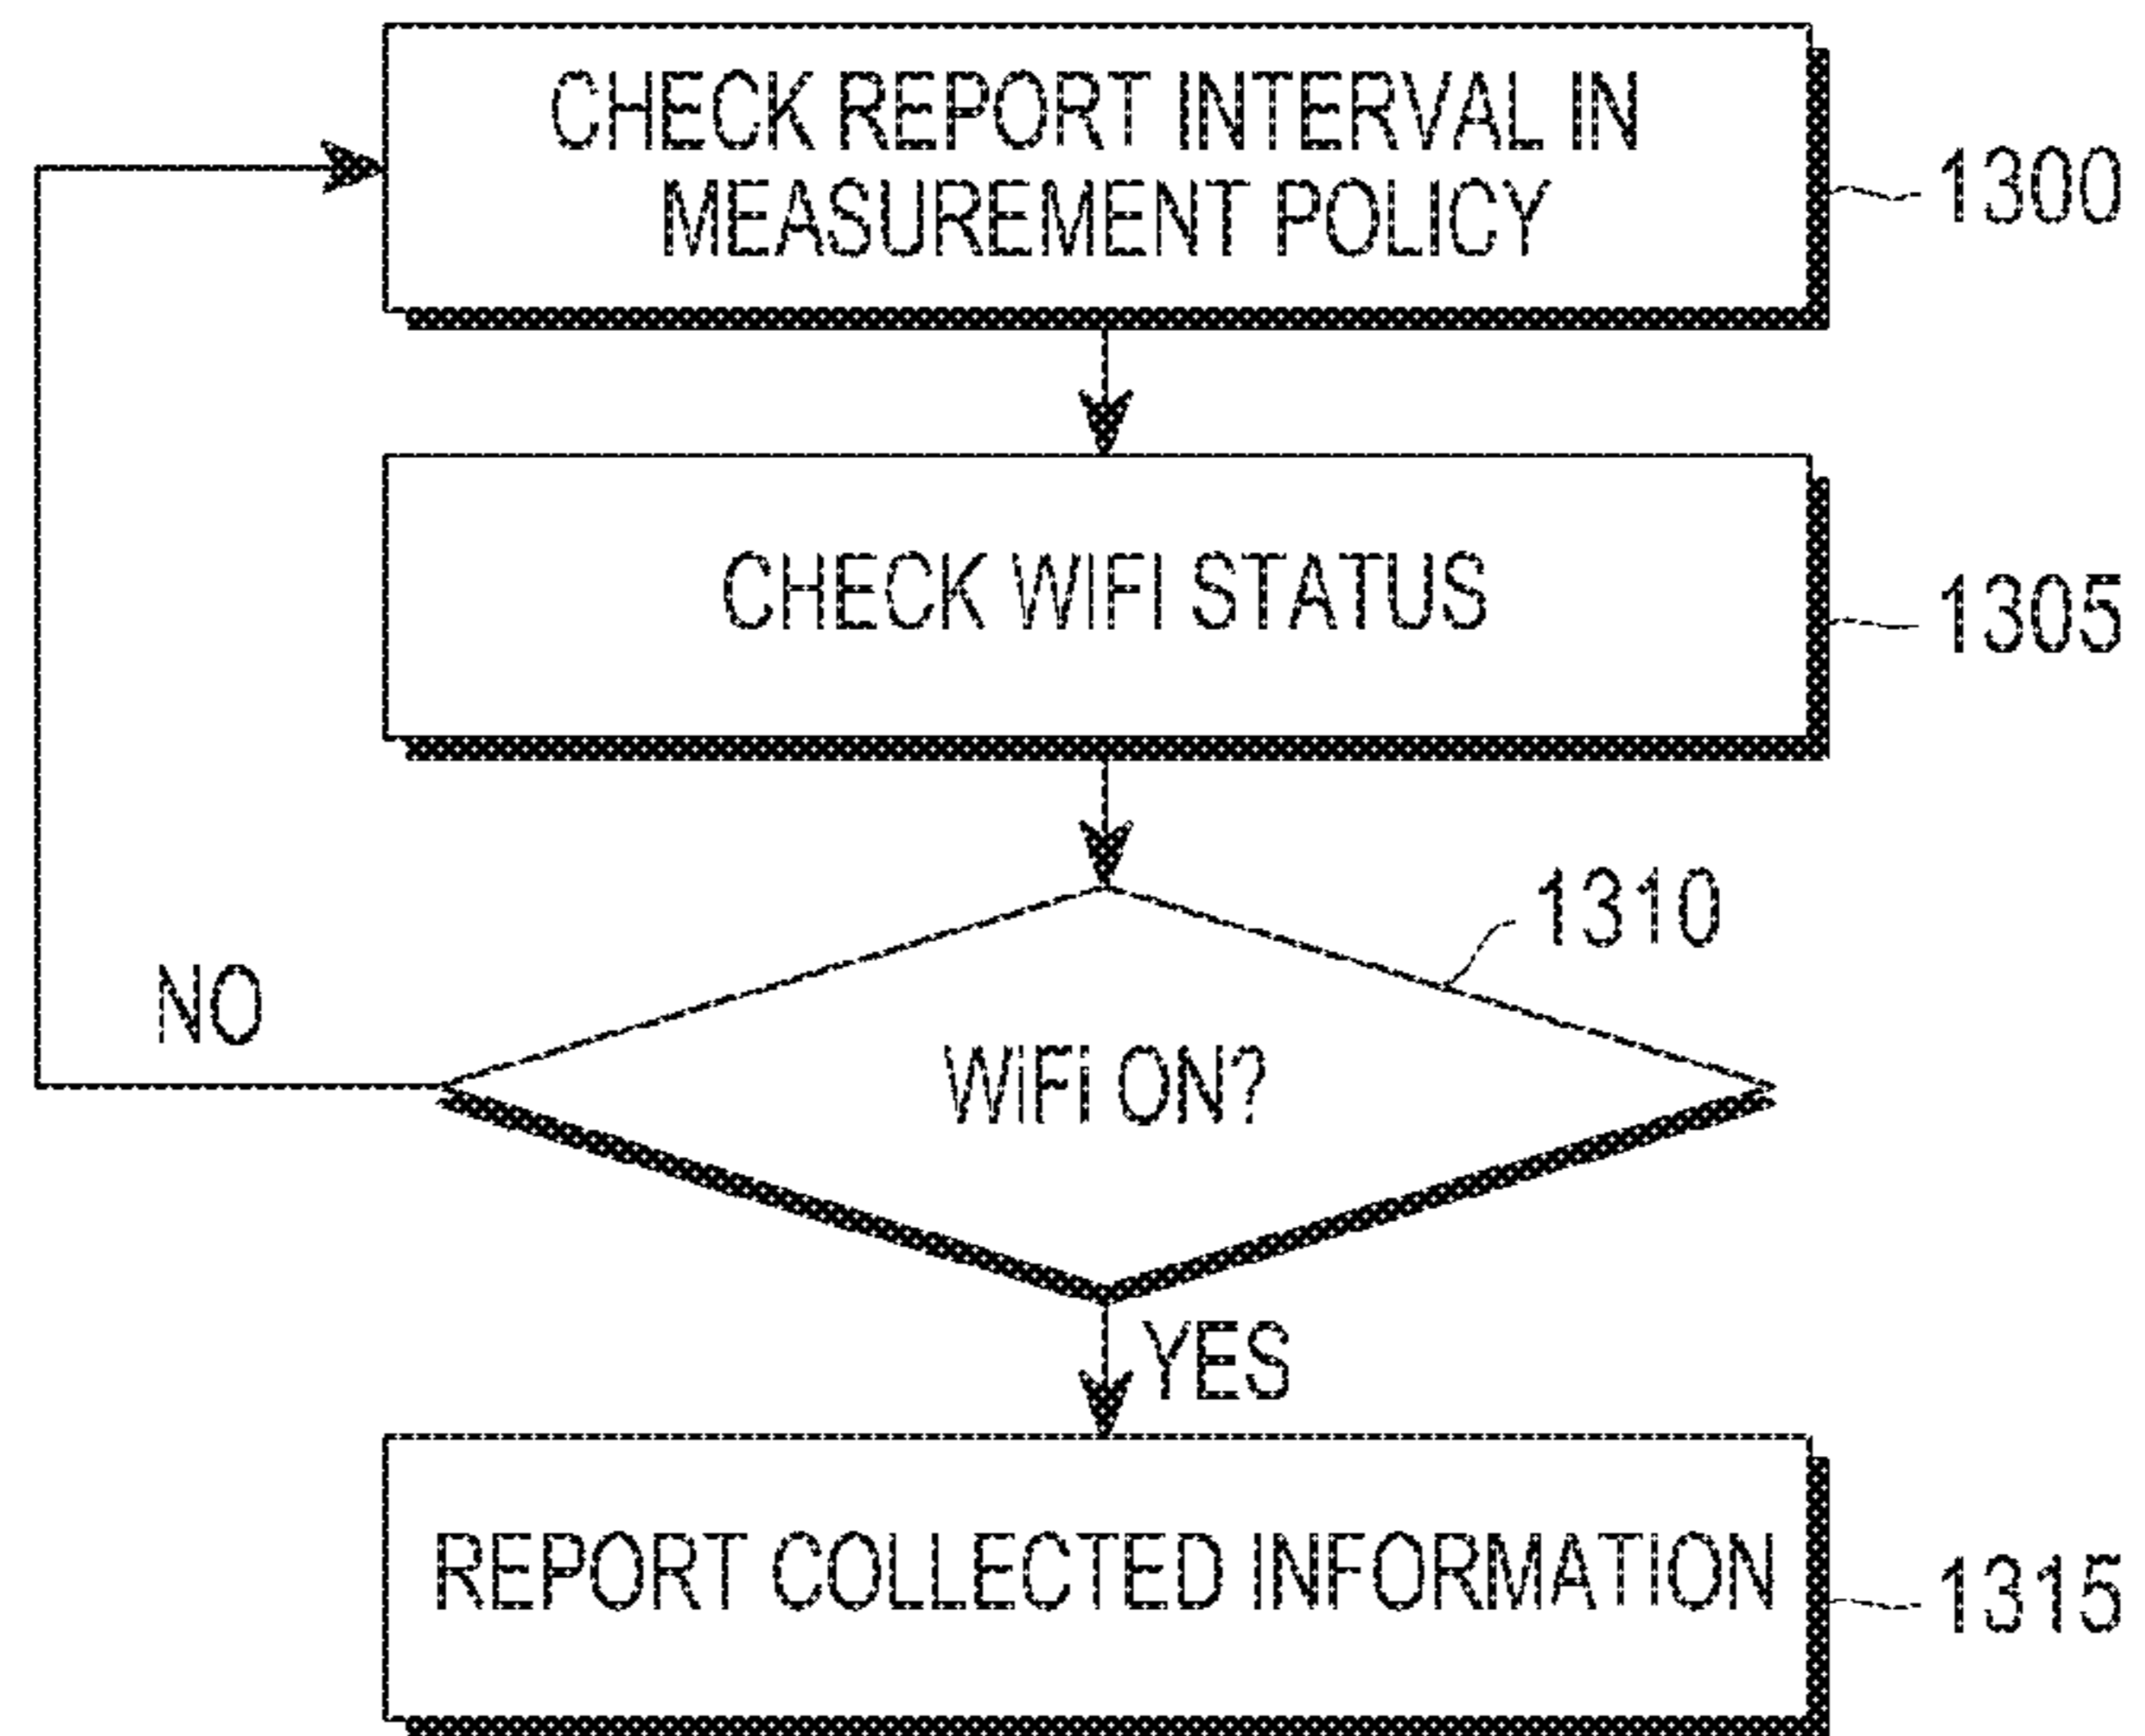 CHECK REPORT INTERVAL IN
MEASUREMENT POLICY
1300
CHECK WIFI STATUS
1305
1310
NO
WiFi ON?
YES
REPORT COLLECTED INFORMATION
1315